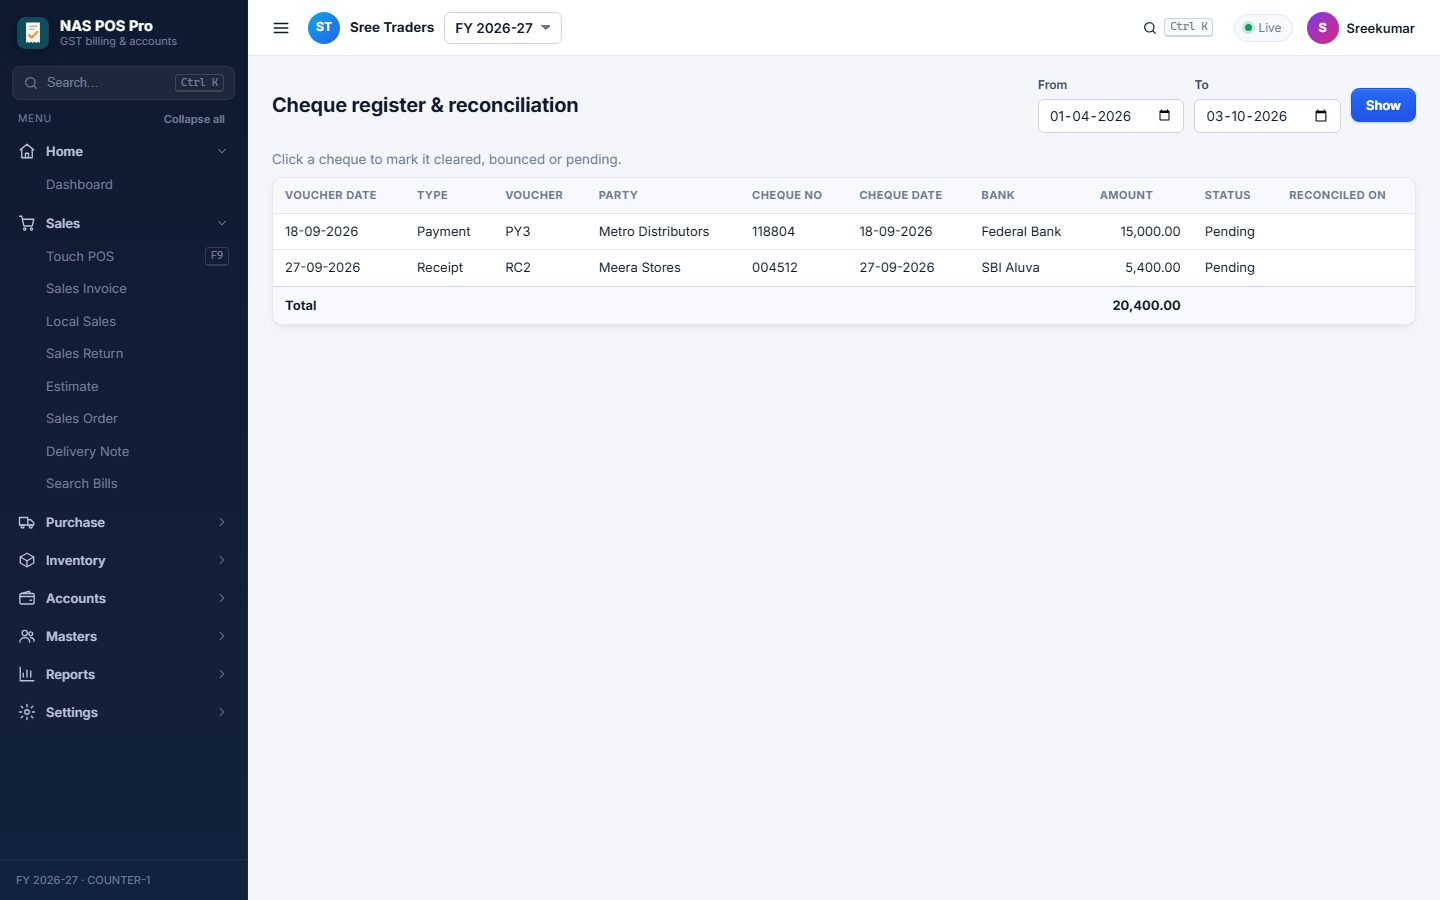 NAS POS Pro
GST billing & accounts
Search... Ctrl K
MENU Collapse all
Home
Dashboard
Sales
Touch POS F9
Sales Invoice
Local Sales
Sales Return
Estimate
Sales Order
Delivery Note
Search Bills
Purchase
Inventory
Accounts
Masters
Reports
Settings
FY 2026-27 · COUNTER-1
ST Sree Traders FY 2026-27 Ctrl K Live S Sreekumar
Cheque register & reconciliation
From To
01-04-2026 03-10-2026 Show
Click a cheque to mark it cleared, bounced or pending.
VOUCHER DATE TYPE VOUCHER PARTY CHEQUE NO CHEQUE DATE BANK AMOUNT STATUS RECONCILED ON
18-09-2026 Payment PY3 Metro Distributors 118804 18-09-2026 Federal Bank 15,000.00 Pending
27-09-2026 Receipt RC2 Meera Stores 004512 27-09-2026 SBI Aluva 5,400.00 Pending
Total 20,400.00